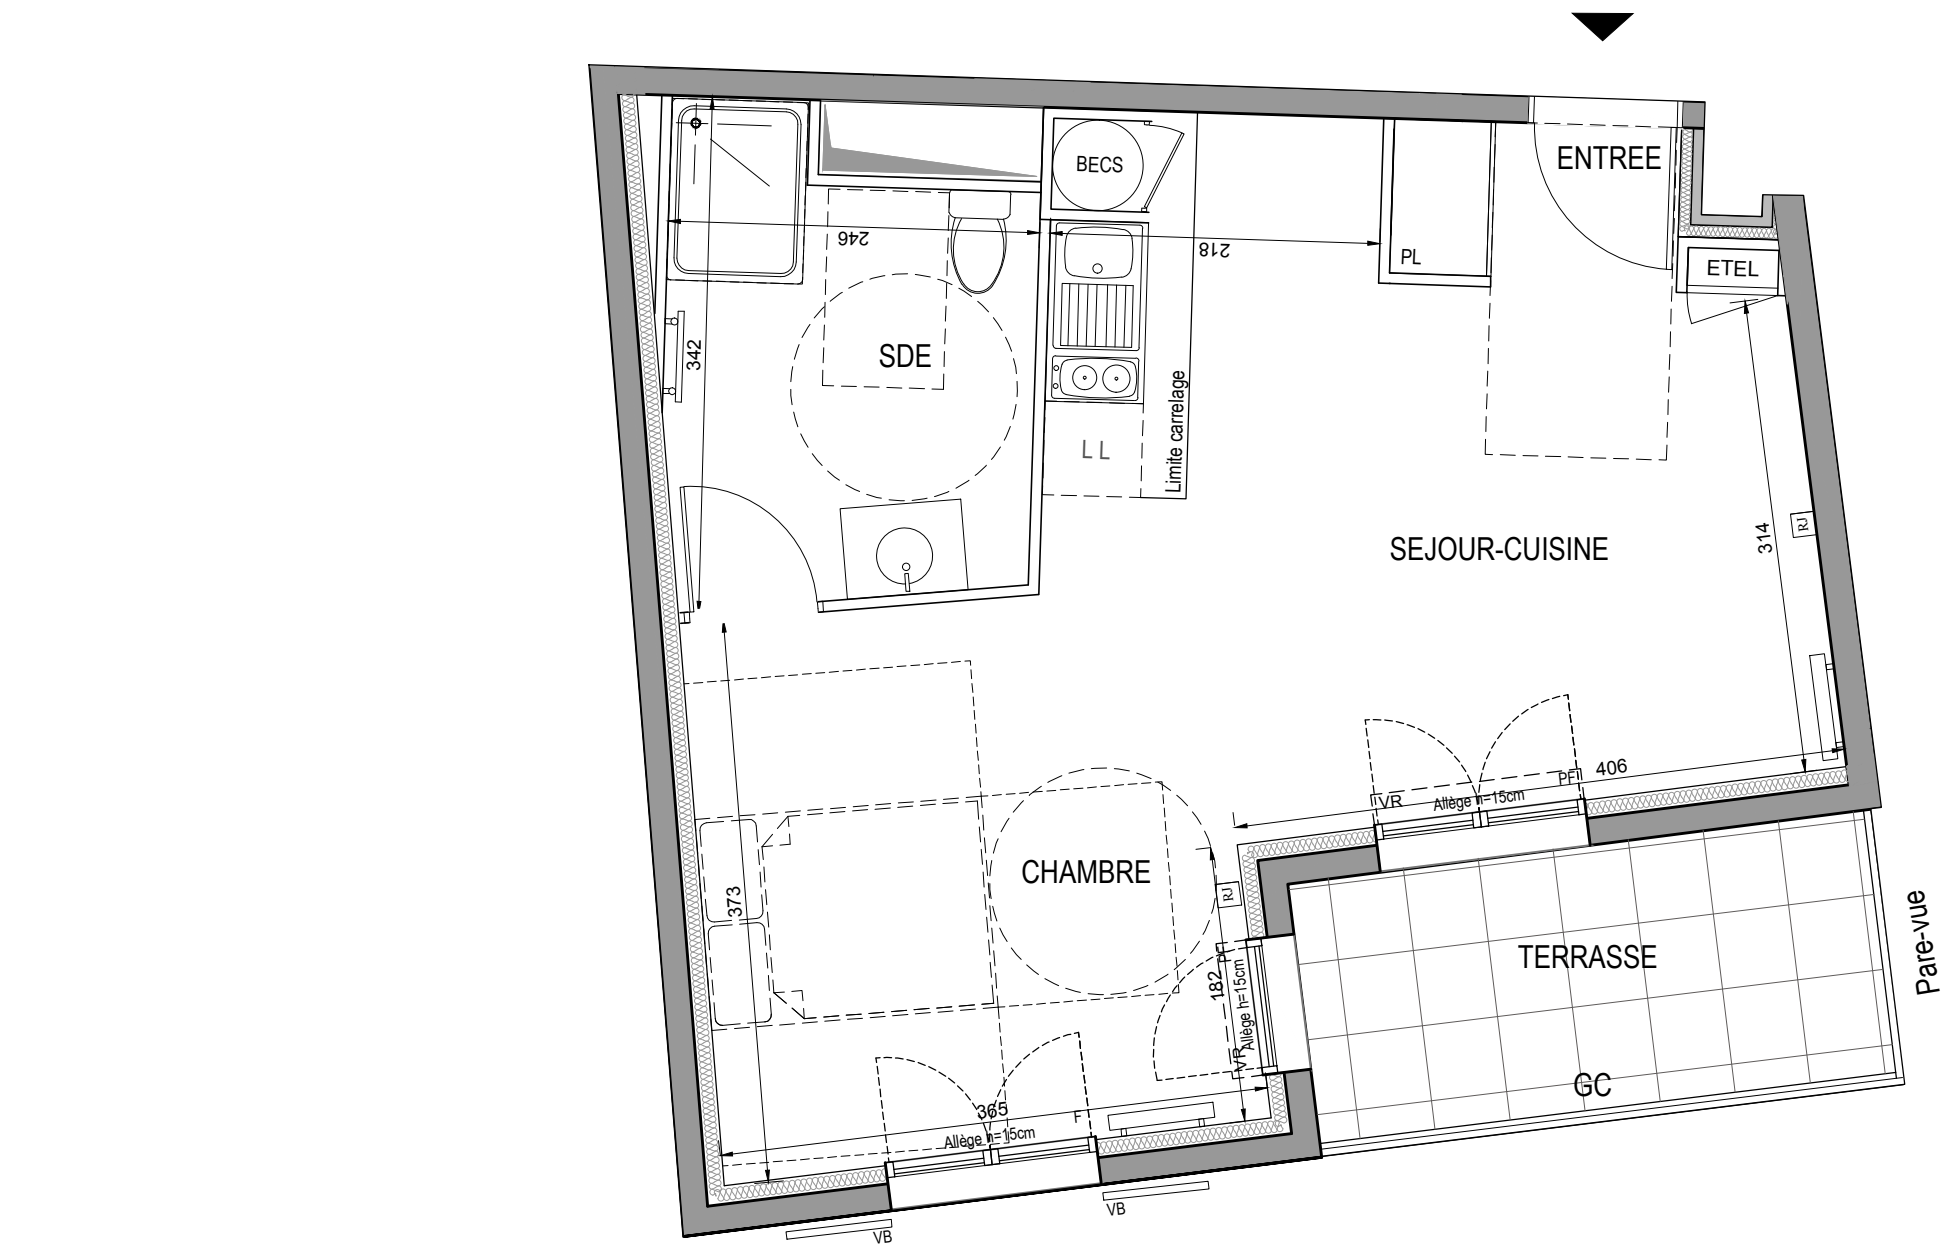 ENTREE
BECS
PL
ETEL
246
218
342
SDE
L L
Limite carrelage
SEJOUR-CUISINE
314
RJ
406
PF
VR
Allège h=15cm
CHAMBRE
373
RJ
PF
182
Allège h=15cm
VR
TERRASSE
Pare-vue
GC
365
F
Allège h=15cm
VB
VB